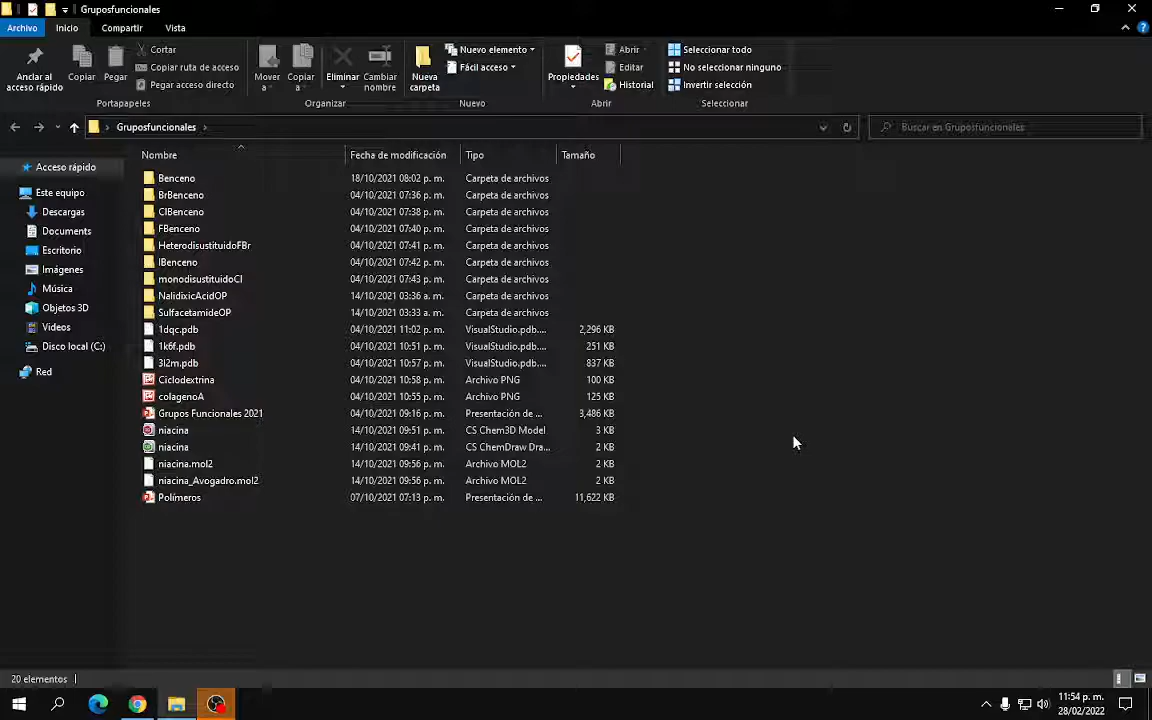 Gruposfuncionales
Archivo Inicio Compartir Vista
Anclar al acceso rápido
Copiar
Pegar
Cortar
Copiar ruta de acceso
Pegar acceso directo
Portapapeles
Mover a
Copiar a
Eliminar
Cambiar nombre
Organizar
Nueva carpeta
Nuevo elemento
Fácil acceso
Nuevo
Propiedades
Abrir
Editar
Historial
Abrir
Seleccionar todo
No seleccionar ninguno
Invertir selección
Seleccionar
Gruposfuncionales
Buscar en Gruposfuncionales
Acceso rápido
Este equipo
Descargas
Documents
Escritorio
Imágenes
Música
Objetos 3D
Videos
Disco local (C:)
Red
Nombre Fecha de modificación Tipo Tamaño
Benceno 18/10/2021 08:02 p. m. Carpeta de archivos
BrBenceno 04/10/2021 07:36 p. m. Carpeta de archivos
ClBenceno 04/10/2021 07:38 p. m. Carpeta de archivos
FBenceno 04/10/2021 07:40 p. m. Carpeta de archivos
HeterodisustituidoFBr 04/10/2021 07:41 p. m. Carpeta de archivos
IBenceno 04/10/2021 07:42 p. m. Carpeta de archivos
monodisustituidoCl 04/10/2021 07:43 p. m. Carpeta de archivos
NalidixicAcidOP 14/10/2021 03:36 a. m. Carpeta de archivos
SulfacetamideOP 14/10/2021 03:33 a. m. Carpeta de archivos
1dqc.pdb 04/10/2021 11:02 p. m. VisualStudio.pdb.... 2,296 KB
1k6f.pdb 04/10/2021 10:51 p. m. VisualStudio.pdb.... 251 KB
3l2m.pdb 04/10/2021 10:57 p. m. VisualStudio.pdb.... 837 KB
Ciclodextrina 04/10/2021 10:58 p. m. Archivo PNG 100 KB
colagenoA 04/10/2021 10:55 p. m. Archivo PNG 125 KB
Grupos Funcionales 2021 04/10/2021 09:16 p. m. Presentación de ... 3,486 KB
niacina 14/10/2021 09:51 p. m. CS Chem3D Model 3 KB
niacina 14/10/2021 09:41 p. m. CS ChemDraw Dra... 2 KB
niacina.mol2 14/10/2021 09:56 p. m. Archivo MOL2 2 KB
niacina_Avogadro.mol2 14/10/2021 09:56 p. m. Archivo MOL2 2 KB
Polímeros 07/10/2021 07:13 p. m. Presentación de ... 11,622 KB
20 elementos
11:54 p. m.
28/02/2022